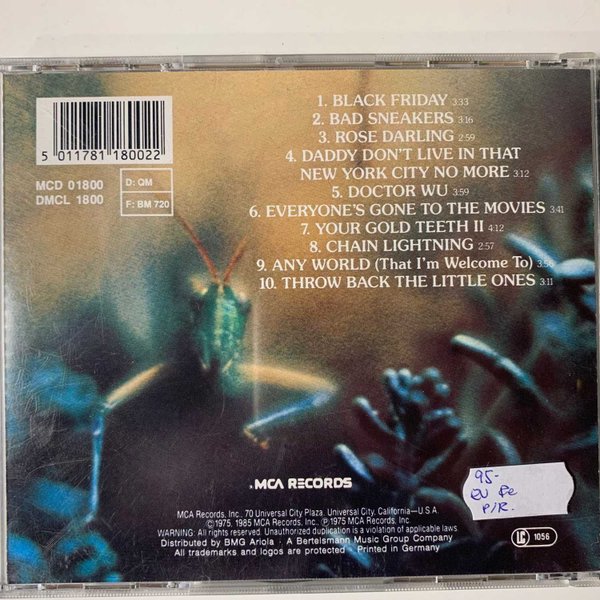 5 011781 180022
MCD 01800
DMCL 1800
D: QM
F: BM 720
1. BLACK FRIDAY 3:33
2. BAD SNEAKERS 3:16
3. ROSE DARLING 2:59
4. DADDY DON'T LIVE IN THAT
NEW YORK CITY NO MORE 3:12
5. DOCTOR WU 3:59
6. EVERYONE'S GONE TO THE MOVIES 3:41
7. YOUR GOLD TEETH II 4:12
8. CHAIN LIGHTNING 2:57
9. ANY WORLD (That I'm Welcome To) 3:56
10. THROW BACK THE LITTLE ONES 3:11
MCA RECORDS
MCA Records, Inc., 70 Universal City Plaza, Universal City, California—U.S.A.
©1975, 1985 MCA Records, Inc., ℗1975 MCA Records, Inc.
WARNING: All rights reserved. Unauthorized duplication is a violation of applicable laws.
Distributed by BMG Ariola · A Bertelsmann Music Group Company
All trademarks and logos are protected · Printed in Germany
95-
P/R.
LC 1056